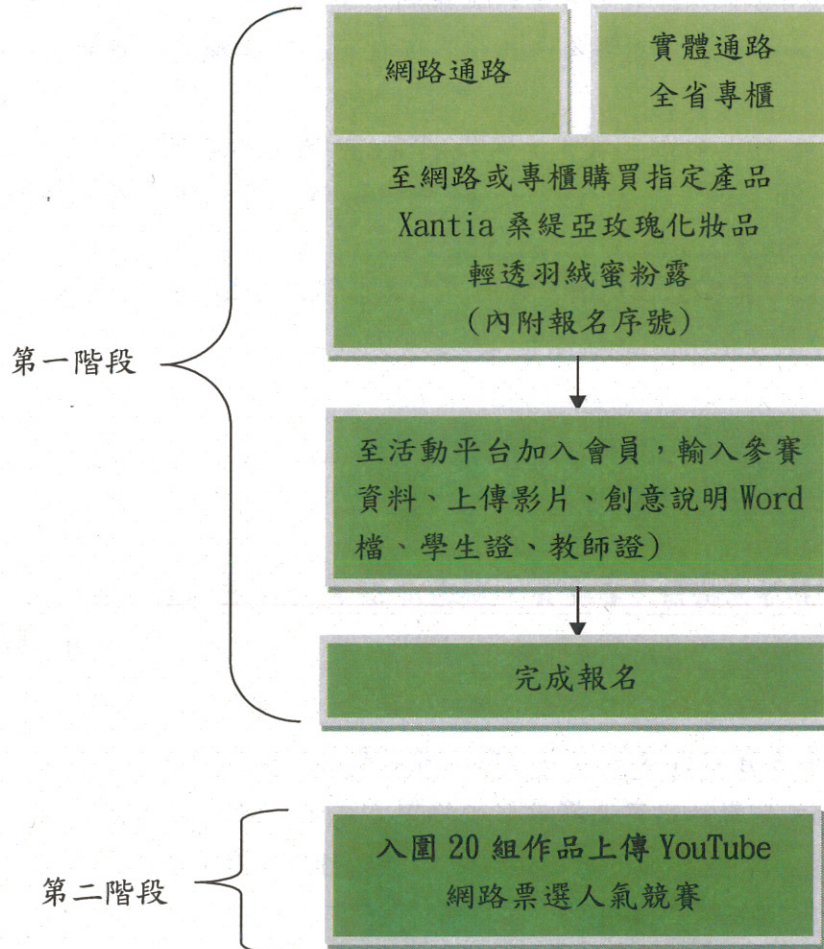 網路通路
實體通路
全省專櫃
至網路或專櫃購買指定產品
Xantia 桑緹亞玫瑰化妝品
輕透羽絨蜜粉露
(內附報名序號)
第一階段
至活動平台加入會員，輸入參賽
資料、上傳影片、創意說明 Word
檔、學生證、教師證)
完成報名
入圍 20 組作品上傳 YouTube
網路票選人氣競賽
第二階段